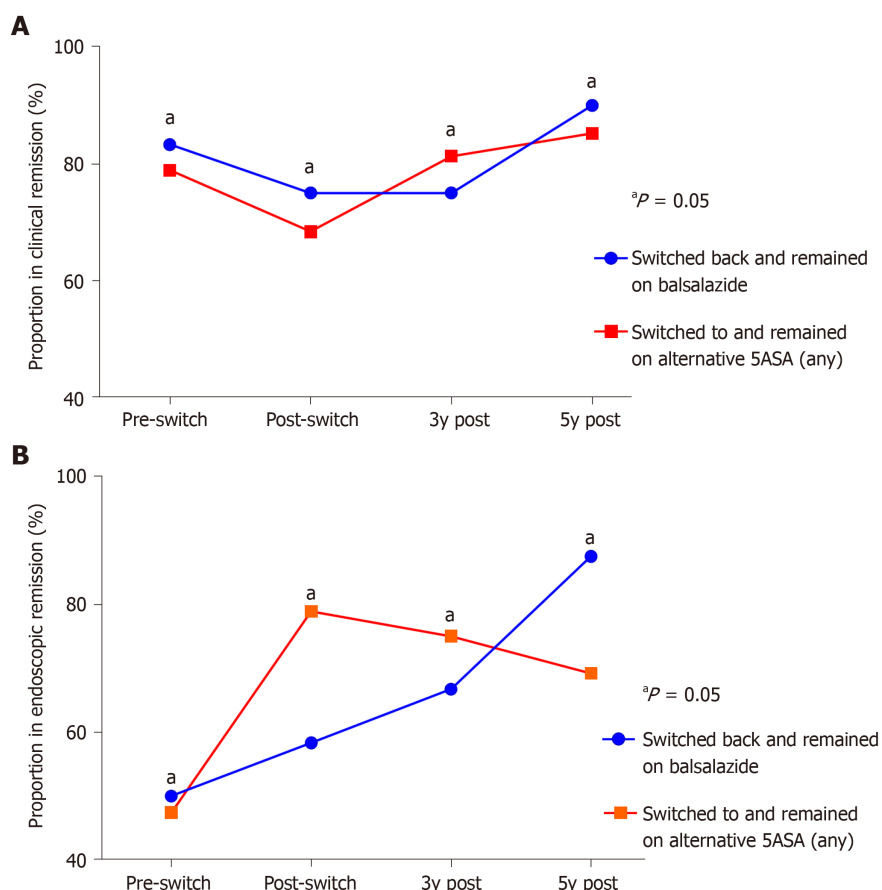 A
Proportion in clinical remission (%)
100
80
60
40
a
a
a
a
Pre-switch
Post-switch
3y post
5y post
aP = 0.05
Switched back and remained
on balsalazide
Switched to and remained
on alternative 5ASA (any)
B
Proportion in endoscopic remission (%)
100
80
60
40
a
a
a
a
Pre-switch
Post-switch
3y post
5y post
aP = 0.05
Switched back and remained
on balsalazide
Switched to and remained
on alternative 5ASA (any)